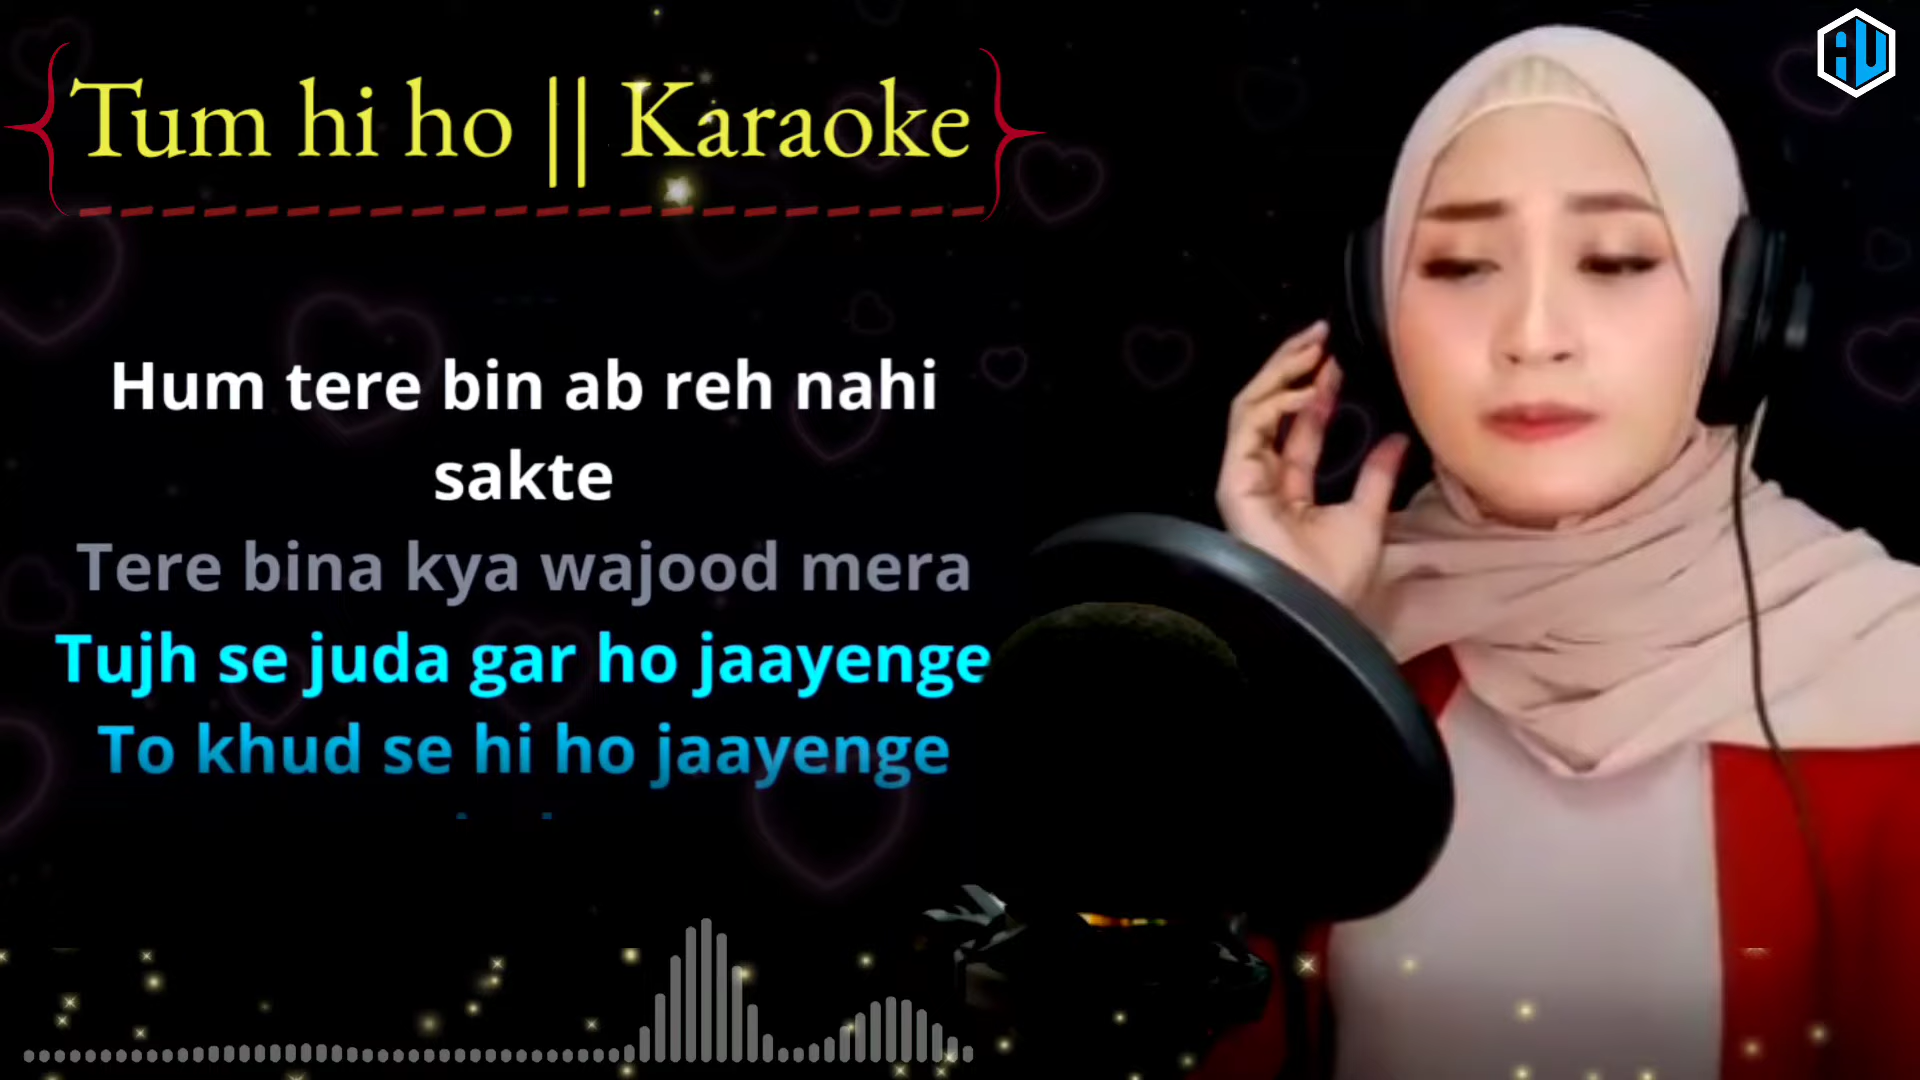 Tum hi ho || Karaoke
AU
Hum tere bin ab reh nahi
sakte
Tere bina kya wajood mera
Tujh se juda gar ho jaayenge
To khud se hi ho jaayenge